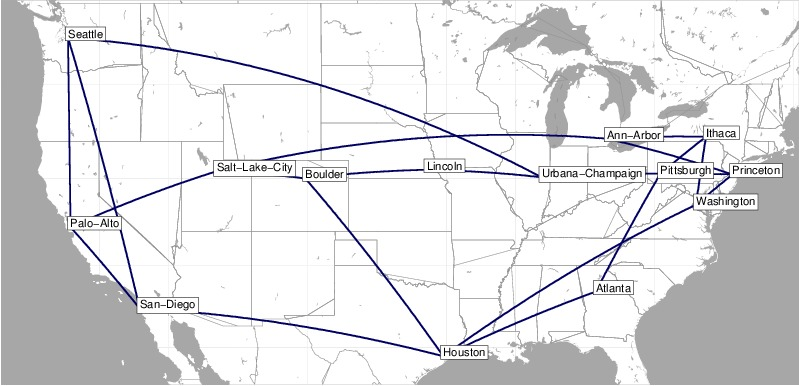 Seattle
Ann-Arbor
Ithaca
Salt-Lake-City
Boulder
Lincoln
Urbana-Champaign
Pittsburgh
Princeton
Washington
Palo-Alto
Atlanta
San-Diego
Houston